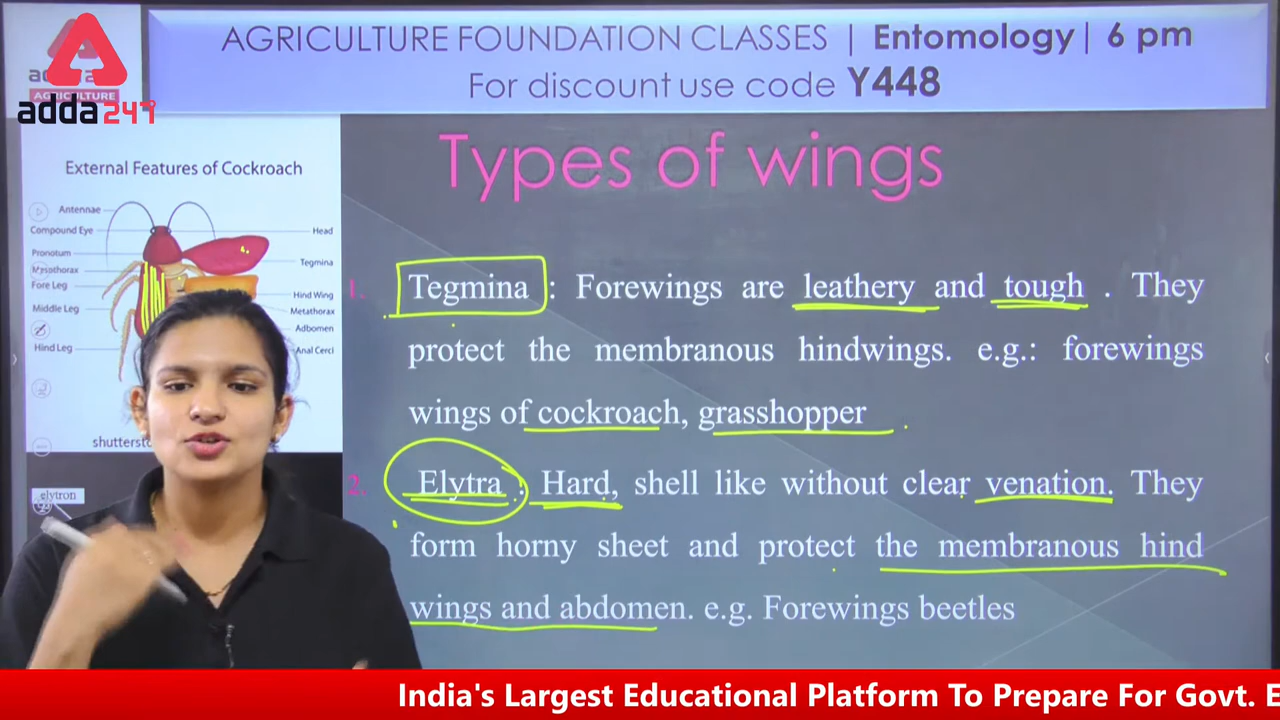 AGRICULTURE FOUNDATION CLASSES | Entomology | 6 pm
For discount use code Y448
AGRICULTURE
adda247
Types of wings
External Features of Cockroach
Antennae
Compound Eye
Pronotum
Mesothorax
Fore Leg
Middle Leg
Hind Leg
Head
Tegmina
Hind Wing
Metathorax
Adbomen
Anal Cerci
elytron
1. Tegmina : Forewings are leathery and tough . They
protect the membranous hindwings. e.g.: forewings
wings of cockroach, grasshopper
2. Elytra : Hard, shell like without clear venation. They
form horny sheet and protect the membranous hind
wings and abdomen. e.g. Forewings beetles
India's Largest Educational Platform To Prepare For Govt. E